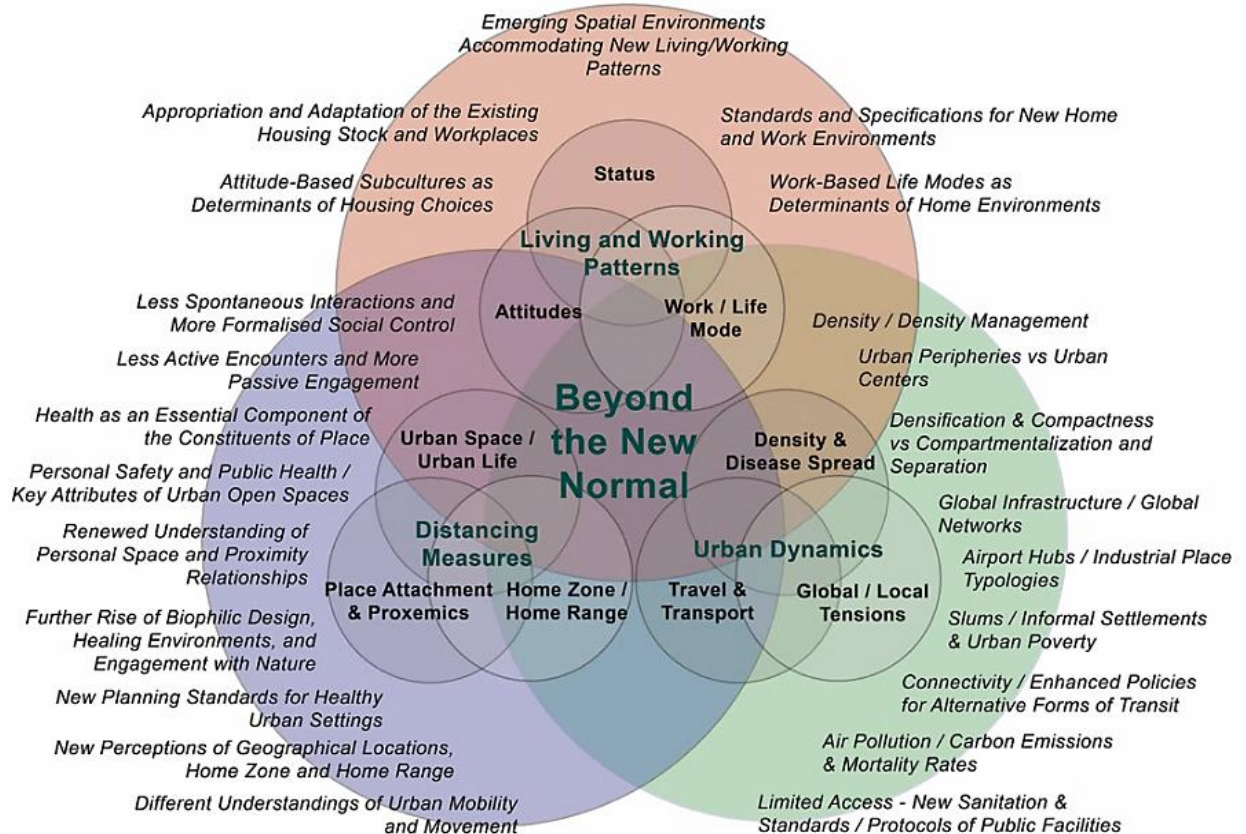 Emerging Spatial Environments
Accommodating New Living/Working
Patterns
Appropriation and Adaptation of the Existing
Housing Stock and Workplaces
Standards and Specifications for New Home
and Work Environments
Attitude-Based Subcultures as
Determinants of Housing Choices
Work-Based Life Modes as
Determinants of Home Environments
Status
Living and Working
Patterns
Attitudes
Work / Life
Mode
Less Spontaneous Interactions and
More Formalised Social Control
Less Active Encounters and More
Passive Engagement
Health as an Essential Component of
the Constituents of Place
Personal Safety and Public Health /
Key Attributes of Urban Open Spaces
Renewed Understanding of
Personal Space and Proximity
Relationships
Further Rise of Biophilic Design,
Healing Environments, and
Engagement with Nature
New Planning Standards for Healthy
Urban Settings
New Perceptions of Geographical Locations,
Home Zone and Home Range
Different Understandings of Urban Mobility
and Movement
Beyond
the New
Normal
Urban Space /
Urban Life
Distancing
Measures
Place Attachment
& Proxemics
Home Zone /
Home Range
Density &
Disease Spread
Urban Dynamics
Travel &
Transport
Global / Local
Tensions
Density / Density Management
Urban Peripheries vs Urban
Centers
Densification & Compactness
vs Compartmentalization and
Separation
Global Infrastructure / Global
Networks
Airport Hubs / Industrial Place
Typologies
Slums / Informal Settlements
& Urban Poverty
Connectivity / Enhanced Policies
for Alternative Forms of Transit
Air Pollution / Carbon Emissions
& Mortality Rates
Limited Access - New Sanitation &
Standards / Protocols of Public Facilities